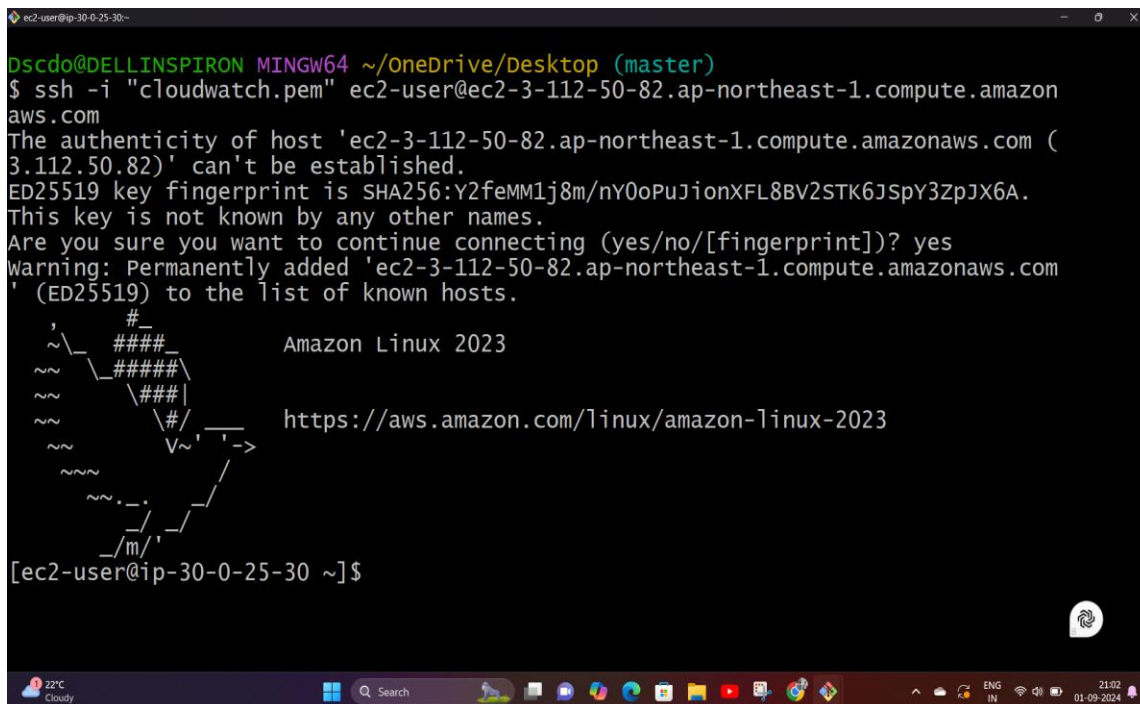 ec2-user@ip-30-0-25-30:~
Dscdo@DELLINSPIRON MINGW64 ~/OneDrive/Desktop (master)
$ ssh -i "cloudwatch.pem" ec2-user@ec2-3-112-50-82.ap-northeast-1.compute.amazon
aws.com
The authenticity of host 'ec2-3-112-50-82.ap-northeast-1.compute.amazonaws.com (
3.112.50.82)' can't be established.
ED25519 key fingerprint is SHA256:Y2feMM1j8m/nYOoPuJionXFL8BV2STK6JSpY3ZpJX6A.
This key is not known by any other names.
Are you sure you want to continue connecting (yes/no/[fingerprint])? yes
Warning: Permanently added 'ec2-3-112-50-82.ap-northeast-1.compute.amazonaws.com
' (ED25519) to the list of known hosts.
   ,     #_
   ~\_  ####_        Amazon Linux 2023
  ~~  \_#####\
  ~~     \###|
  ~~       \#/ ___   https://aws.amazon.com/linux/amazon-linux-2023
   ~~       V~' '->
    ~~~         /
      ~~._.   _/
         _/ _/
       _/m/'
[ec2-user@ip-30-0-25-30 ~]$
1
22°C
Cloudy
Search
ENG
IN
21:02
01-09-2024